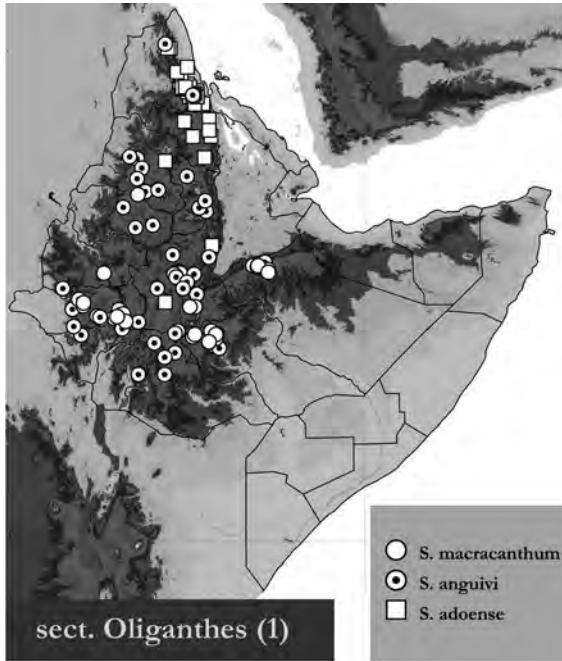 S. macracanthum
S. anguivi
S. adoense
sect. Oliganthes (1)